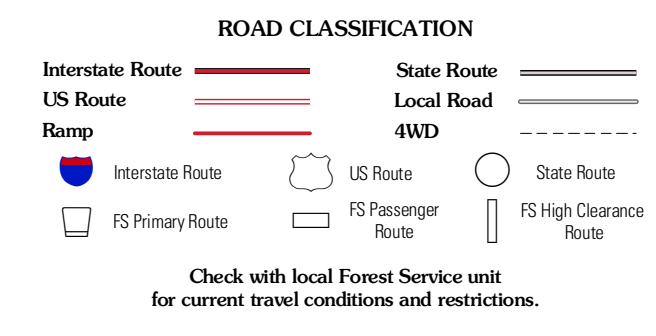 ROAD CLASSIFICATION
Interstate Route
State Route
US Route
Local Road
Ramp
4WD
Interstate Route
US Route
State Route
FS Primary Route
FS Passenger
Route
FS High Clearance
Route
Check with local Forest Service unit
for current travel conditions and restrictions.